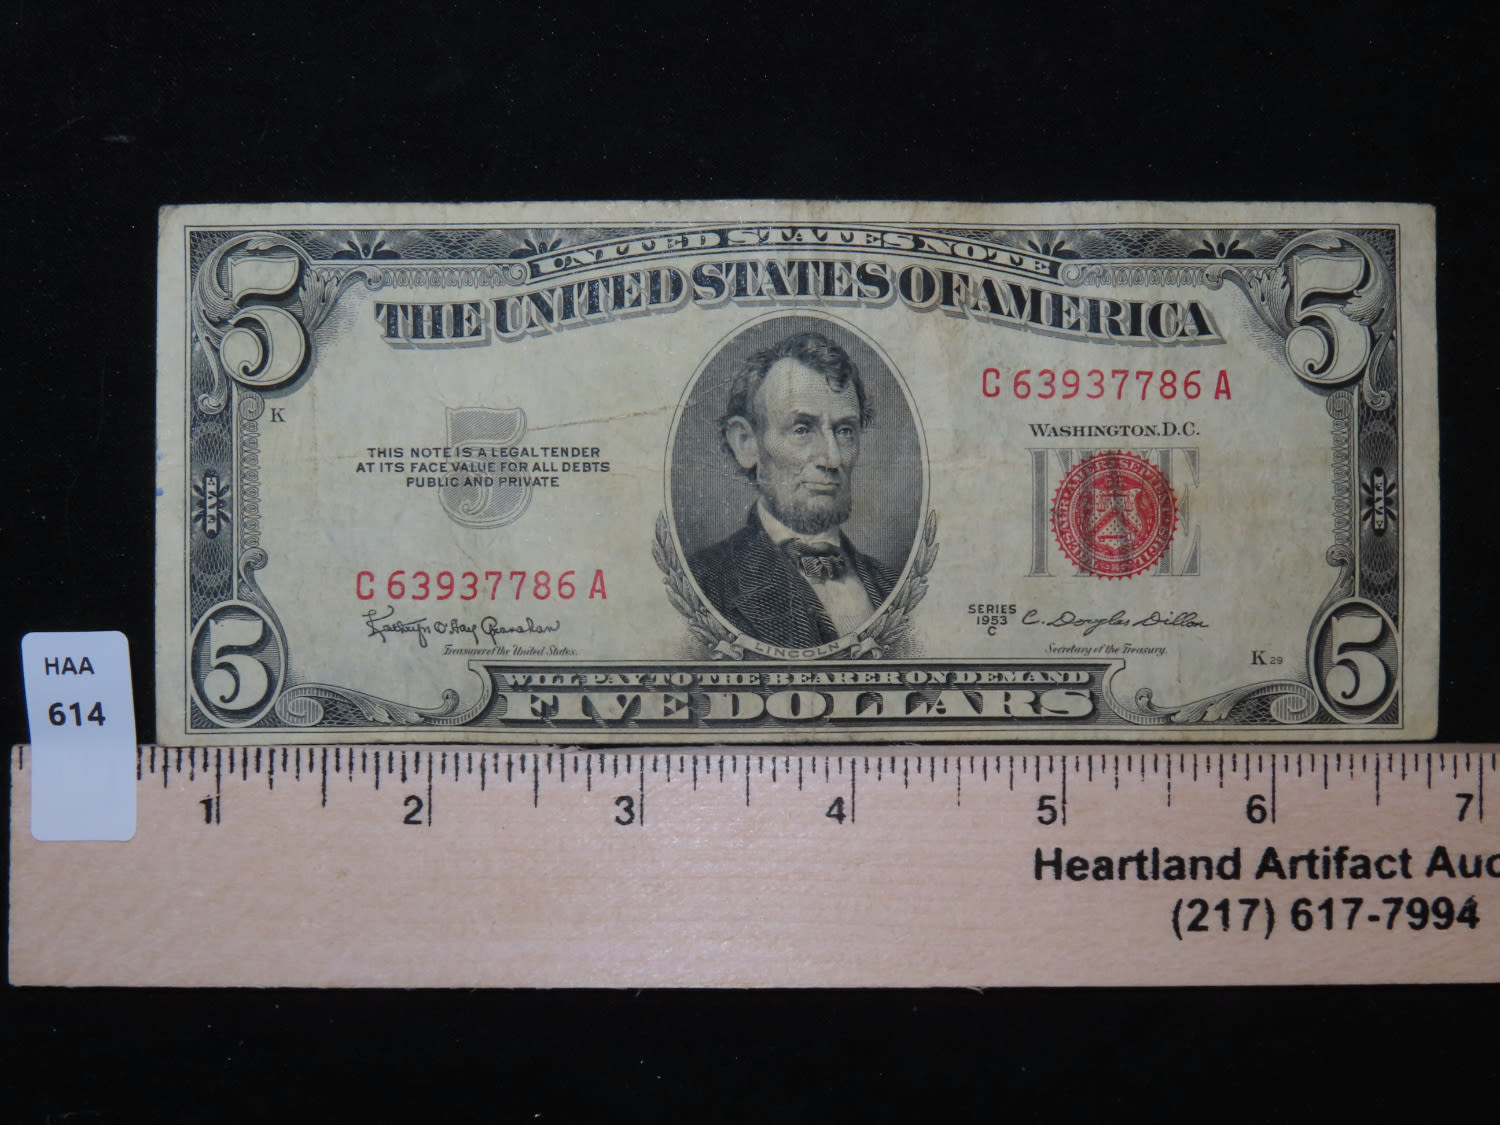 UNITED STATES NOTE
THE UNITED STATES OF AMERICA
5
5
C 63937786 A
K
WASHINGTON, D.C.
THIS NOTE IS A LEGAL TENDER
AT ITS FACE VALUE FOR ALL DEBTS
PUBLIC AND PRIVATE
5
FIVE
FIVE
FIVE
C 63937786 A
Kathryn O'Hay Granahan
Treasurer of the United States.
SERIES
1953
C
C. Douglas Dillon
Secretary of the Treasury.
LINCOLN
K 29
5
5
WILL PAY TO THE BEARER ON DEMAND
FIVE DOLLARS
HAA
614
1 2 3 4 5 6 7
Heartland Artifact Auc
(217) 617-7994